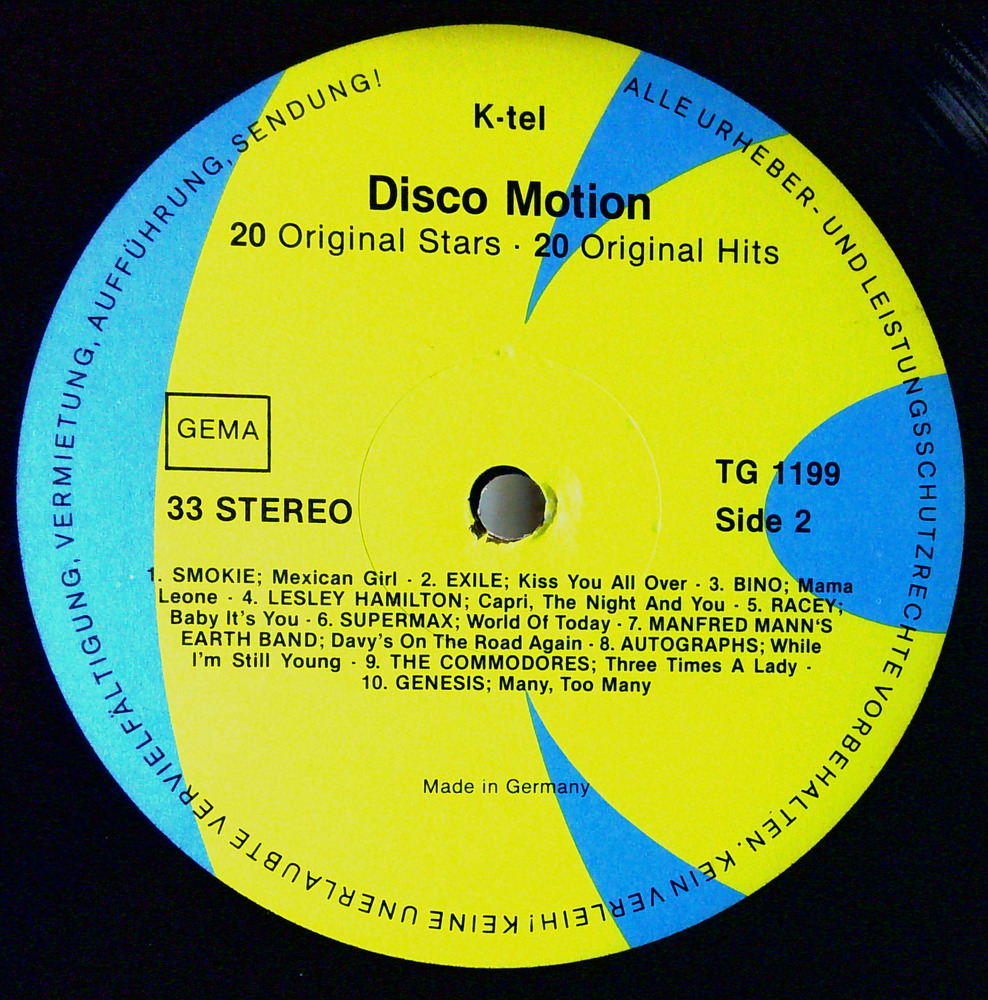 K-tel
Disco Motion
20 Original Stars · 20 Original Hits
GEMA
33 STEREO
TG 1199
Side 2
1. SMOKIE; Mexican Girl · 2. EXILE; Kiss You All Over · 3. BINO; Mama
Leone · 4. LESLEY HAMILTON; Capri, The Night And You · 5. RACEY;
Baby It's You · 6. SUPERMAX; World Of Today · 7. MANFRED MANN‘S
EARTH BAND; Davy's On The Road Again · 8. AUTOGRAPHS; While
I'm Still Young · 9. THE COMMODORES; Three Times A Lady ·
10. GENESIS; Many, Too Many
Made in Germany
ALLE URHEBER- UND LEISTUNGSSCHUTZRECHTE VORBEHALTEN. KEIN VERLEIH! KEINE UNERLAUBTE VERVIELFÄLTIGUNG, VERMIETUNG, AUFFÜHRUNG, SENDUNG!